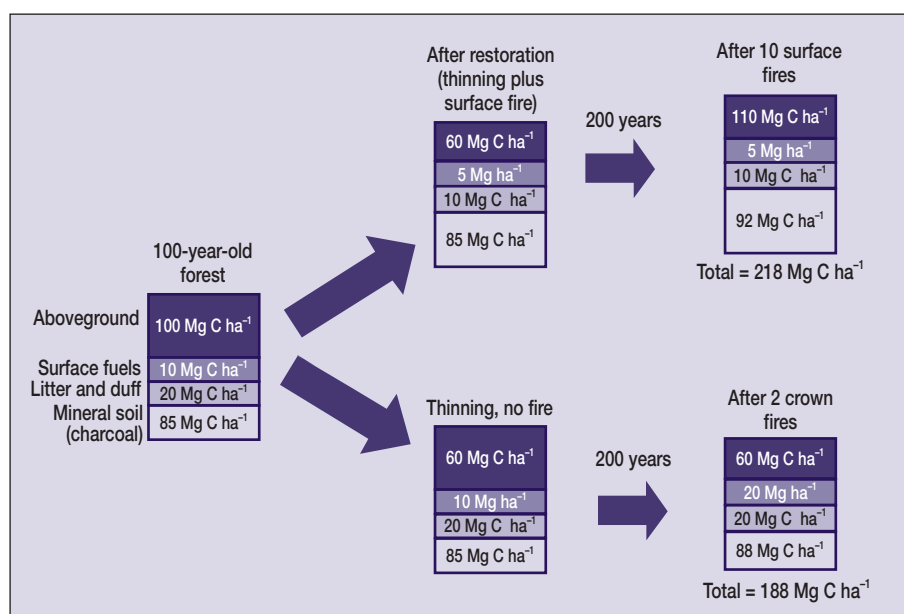 After restoration
(thinning plus
surface fire)
60 Mg C ha⁻¹
5 Mg ha⁻¹
10 Mg C ha⁻¹
85 Mg C ha⁻¹
200 years
After 10 surface
fires
110 Mg C ha⁻¹
5 Mg ha⁻¹
10 Mg C ha⁻¹
92 Mg C ha⁻¹
Total = 218 Mg C ha⁻¹
100-year-old
forest
Aboveground
100 Mg C ha⁻¹
Surface fuels
10 Mg C ha⁻¹
Litter and duff
20 Mg C ha⁻¹
Mineral soil
(charcoal)
85 Mg C ha⁻¹
Thinning, no fire
60 Mg C ha⁻¹
10 Mg ha⁻¹
20 Mg C ha⁻¹
85 Mg C ha⁻¹
200 years
After 2 crown
fires
60 Mg C ha⁻¹
20 Mg ha⁻¹
20 Mg C ha⁻¹
88 Mg C ha⁻¹
Total = 188 Mg C ha⁻¹